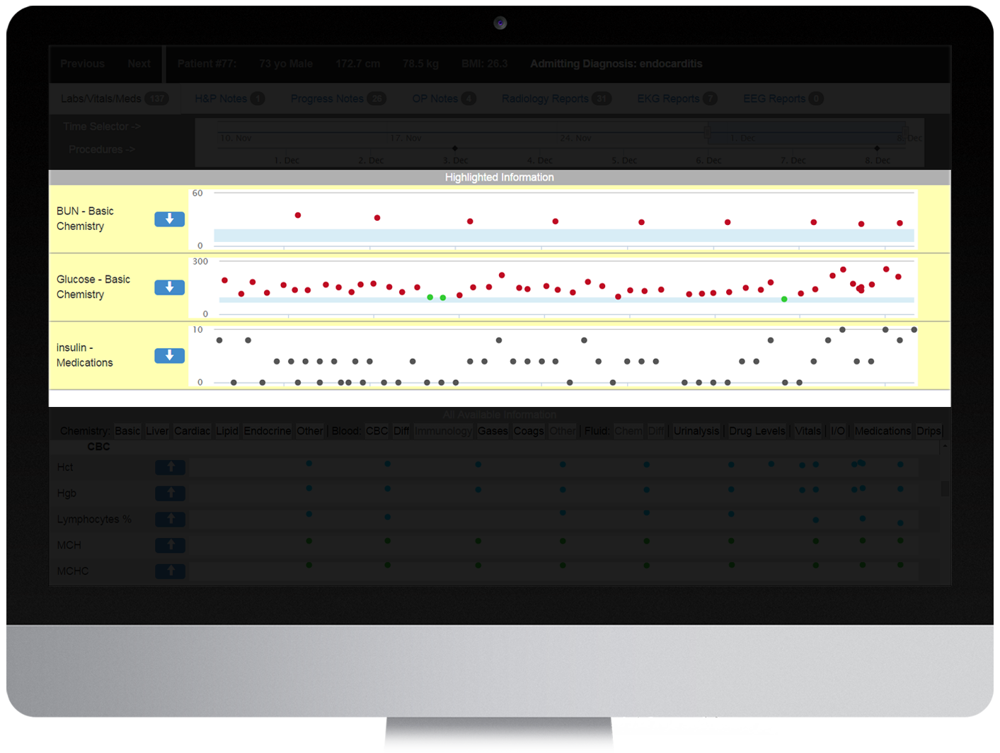 Previous Next Patient #77: 73 yo Male 172.7 cm 78.5 kg BMI: 26.3 Admitting Diagnosis: endocarditis
Labs/Vitals/Meds 137 H&P Notes 1 Progress Notes 26 OP Notes 4 Radiology Reports 31 EKG Reports 7 EEG Reports 0
Time Selector ->
10. Nov 17. Nov 24. Nov 1. Dec 8. Dec
Procedures ->
1. Dec 2. Dec 3. Dec 4. Dec 5. Dec 6. Dec 7. Dec 8. Dec
Highlighted Information
60
BUN - Basic
Chemistry
0
300
Glucose - Basic
Chemistry
0
10
insulin -
Medications
0
All Available Information
Chemistry: Basic Liver Cardiac Lipid Endocrine Other | Blood: CBC Diff Immunology Gases Coags Other | Fluid: Chem Diff | Urinalysis | Drug Levels | Vitals | I/O | Medications Drips|
CBC
Hct
Hgb
Lymphocytes %
MCH
MCHC